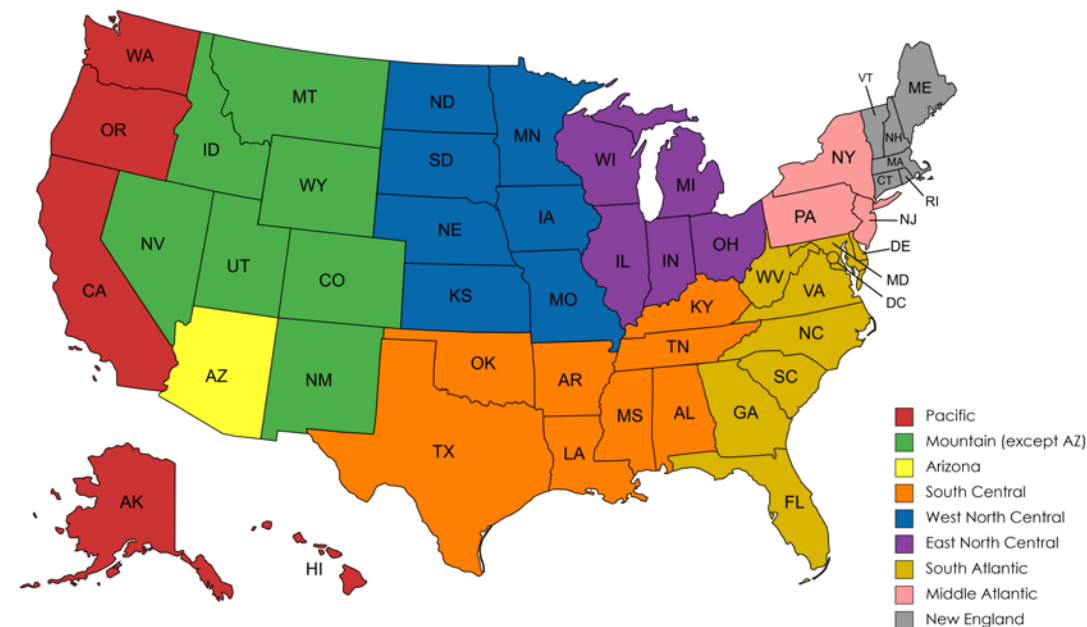 WA
MT
ND
MN
VT
ME
OR
ID
SD
WI
NY
NH
MA
CT
RI
WY
MI
NV
UT
NE
IA
PA
NJ
CA
CO
KS
IL
IN
OH
DE
MD
DC
MO
WV
VA
KY
NC
AZ
NM
OK
AR
TN
SC
TX
LA
MS
AL
GA
FL
AK
HI
Pacific
Mountain (except AZ)
Arizona
South Central
West North Central
East North Central
South Atlantic
Middle Atlantic
New England